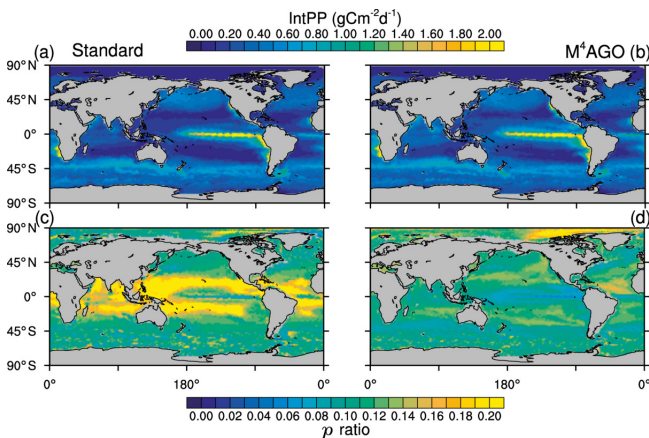 IntPP (gCm⁻²d⁻¹)
0.00 0.20 0.40 0.60 0.80 1.00 1.20 1.40 1.60 1.80 2.00
(a) Standard M⁴AGO (b)
90°N
45°N
0°
45°S
90°S
(c) (d)
90°N
45°N
0°
45°S
90°S
0° 180° 0° 0° 180° 0°
0.00 0.02 0.04 0.06 0.08 0.10 0.12 0.14 0.16 0.18 0.20
p ratio